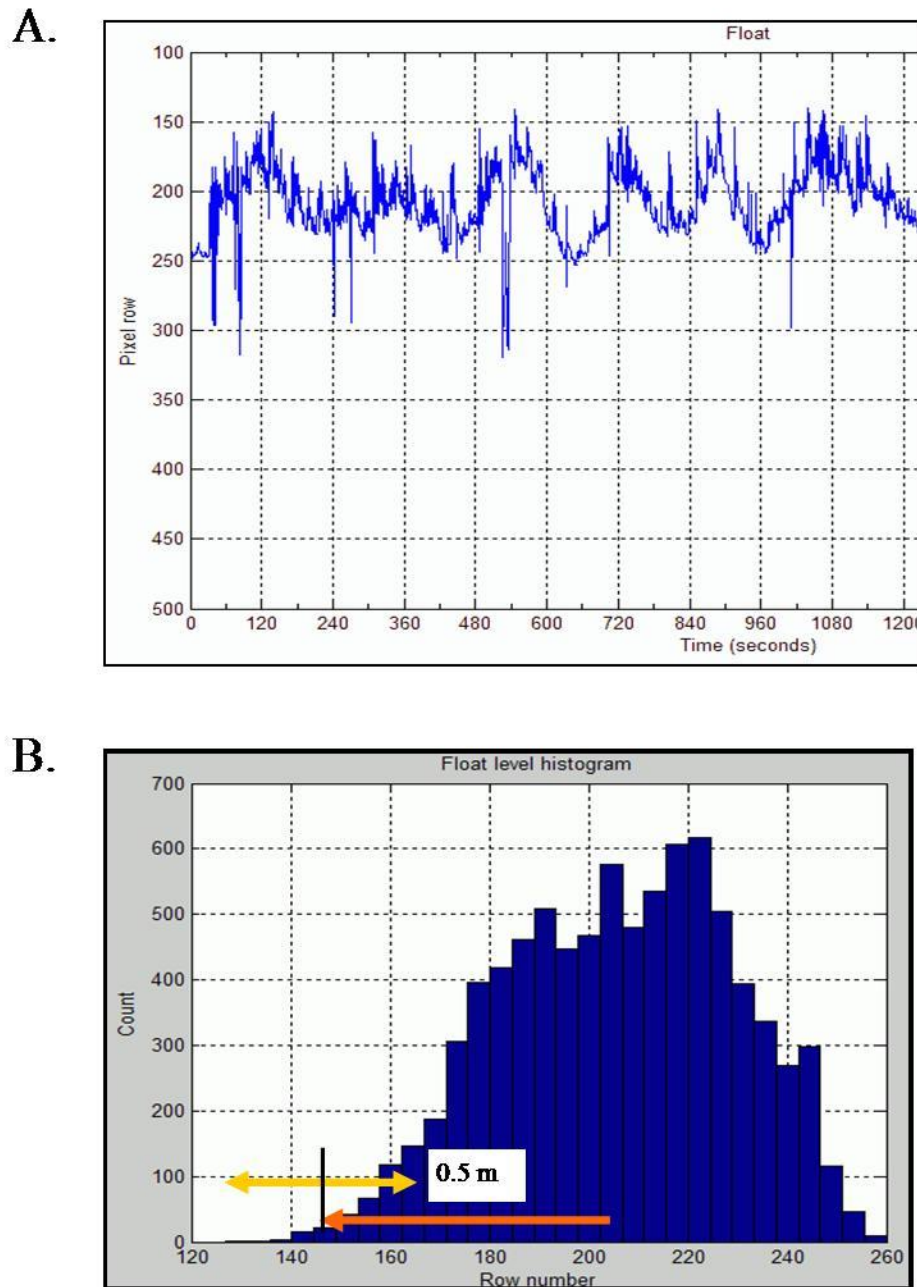 A.
Float
100
150
200
250
300
350
400
450
500
Pixel row
0 120 240 360 480 600 720 840 960 1080 1200
Time (seconds)
B.
Float level histogram
700
600
500
400
300
200
100
0
Count
0.5 m
120 140 160 180 200 220 240 260
Row number